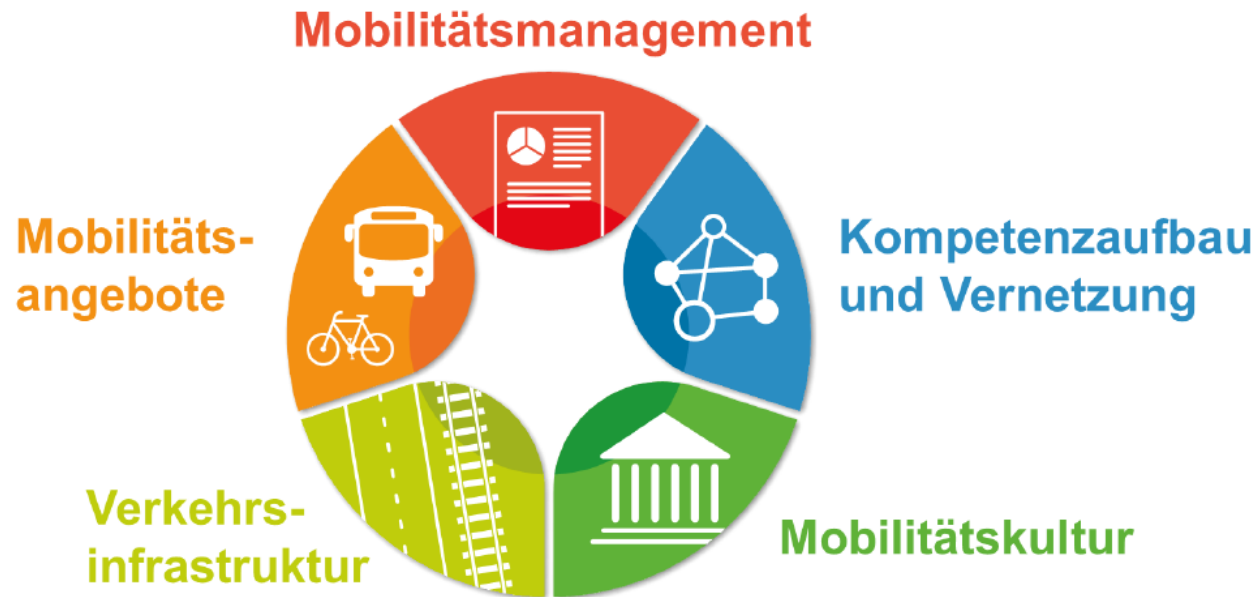 Mobilitätsmanagement
Mobilitäts-
angebote
Kompetenzaufbau
und Vernetzung
Verkehrs-
infrastruktur
Mobilitätskultur